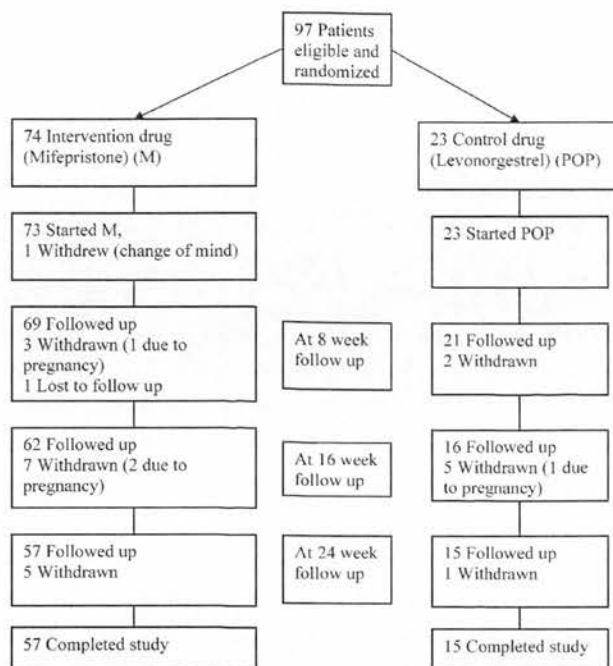 97 Patients
eligible and
randomized
74 Intervention drug
(Mifepristone) (M)
23 Control drug
(Levonorgestrel) (POP)
73 Started M,
1 Withdrew (change of mind)
23 Started POP
69 Followed up
3 Withdrawn (1 due to
pregnancy)
1 Lost to follow up
At 8 week
follow up
21 Followed up
2 Withdrawn
62 Followed up
7 Withdrawn (2 due to
pregnancy)
At 16 week
follow up
16 Followed up
5 Withdrawn (1 due
to pregnancy)
57 Followed up
5 Withdrawn
At 24 week
follow up
15 Followed up
1 Withdrawn
57 Completed study
15 Completed study